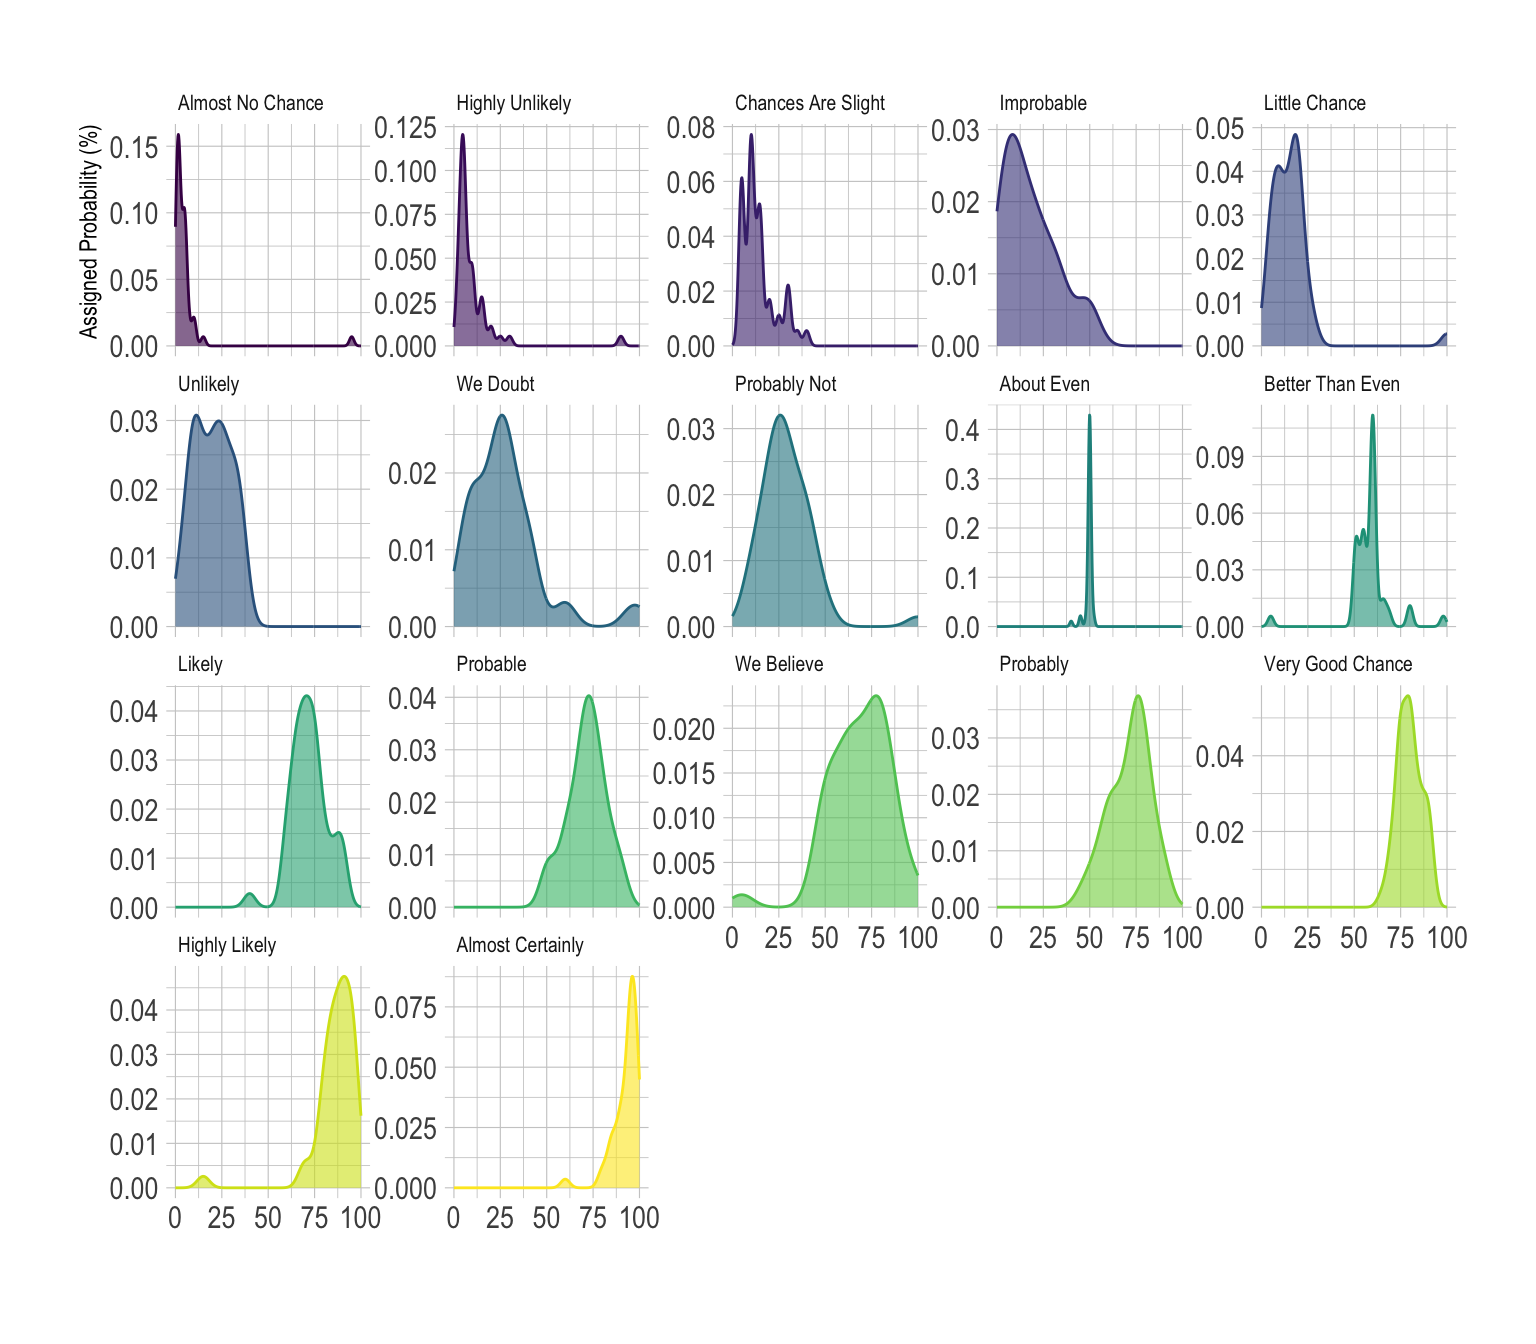 Almost No Chance Highly Unlikely Chances Are Slight Improbable Little Chance
Assigned Probability (%)
0.15 0.10 0.05 0.00
0.125 0.100 0.075 0.050 0.025 0.000
0.08 0.06 0.04 0.02 0.00
0.03 0.02 0.01 0.00
0.05 0.04 0.03 0.02 0.01 0.00
Unlikely We Doubt Probably Not About Even Better Than Even
0.03 0.02 0.01 0.00
0.02 0.01 0.00
0.03 0.02 0.01 0.00
0.4 0.3 0.2 0.1 0.0
0.09 0.06 0.03 0.00
Likely Probable We Believe Probably Very Good Chance
0.04 0.03 0.02 0.01 0.00
0.04 0.03 0.02 0.01 0.00
0.020 0.015 0.010 0.005 0.000
0.03 0.02 0.01 0.00
0.04 0.02 0.00
0 25 50 75 100
0 25 50 75 100
0 25 50 75 100
Highly Likely Almost Certainly
0.04 0.03 0.02 0.01 0.00
0.075 0.050 0.025 0.000
0 25 50 75 100
0 25 50 75 100